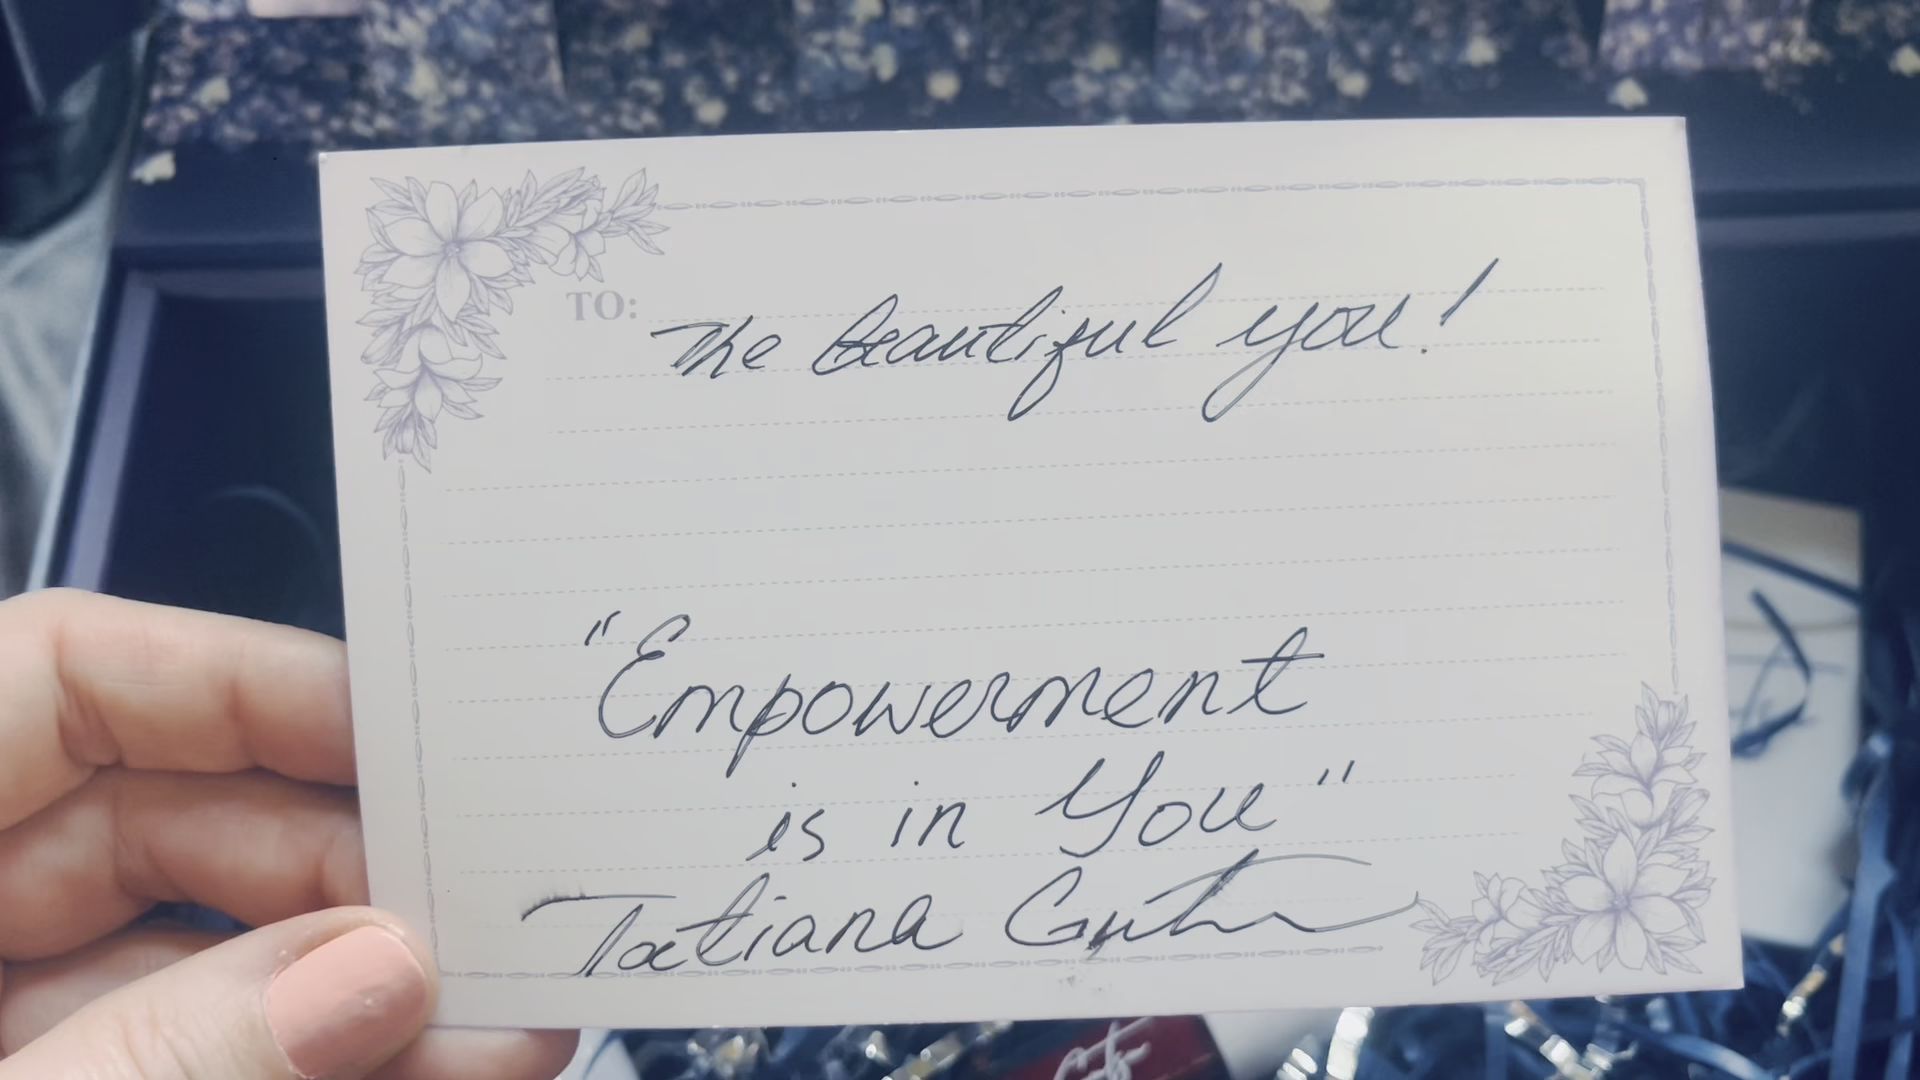 TO:
The beautiful you!
"Empowerment
is in You"
Tatiana